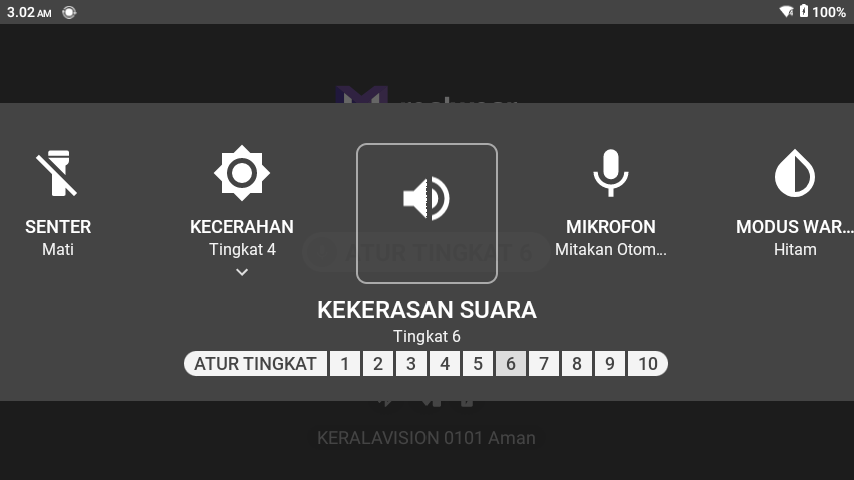 3.02 AM
100%
SENTER
Mati
KECERAHAN
Tingkat 4
MIKROFON
Mitakan Otom...
MODUS WAR...
Hitam
ATUR TINGKAT 6
KEKERASAN SUARA
Tingkat 6
ATUR TINGKAT 1 2 3 4 5 6 7 8 9 10
KERALAVISION 0101 Aman